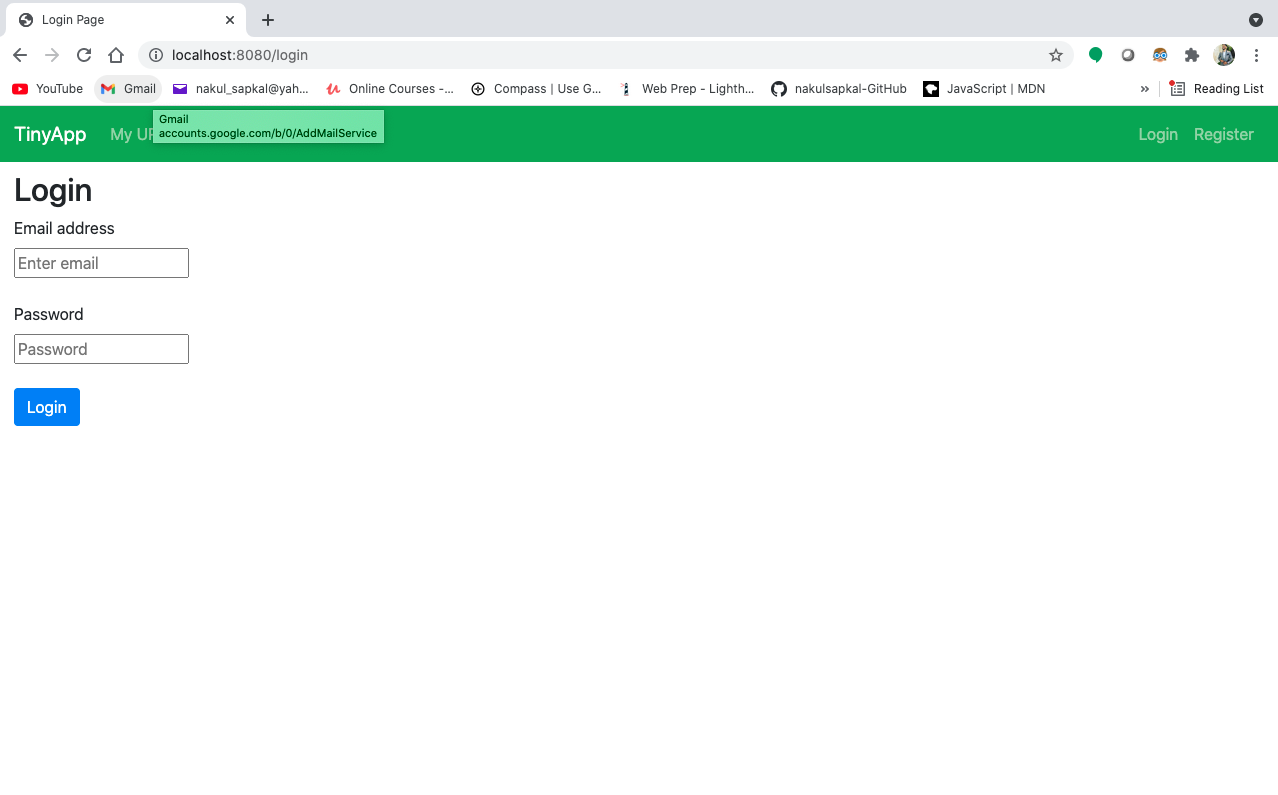 Login Page
localhost:8080/login
YouTube Gmail nakul_sapkal@yah... Online Courses -... Compass | Use G... Web Prep - Lighth... nakulsapkal-GitHub JavaScript | MDN » Reading List
Gmail
accounts.google.com/b/0/AddMailService
TinyApp My Login Register
Login
Email address
Enter email
Password
Password
Login